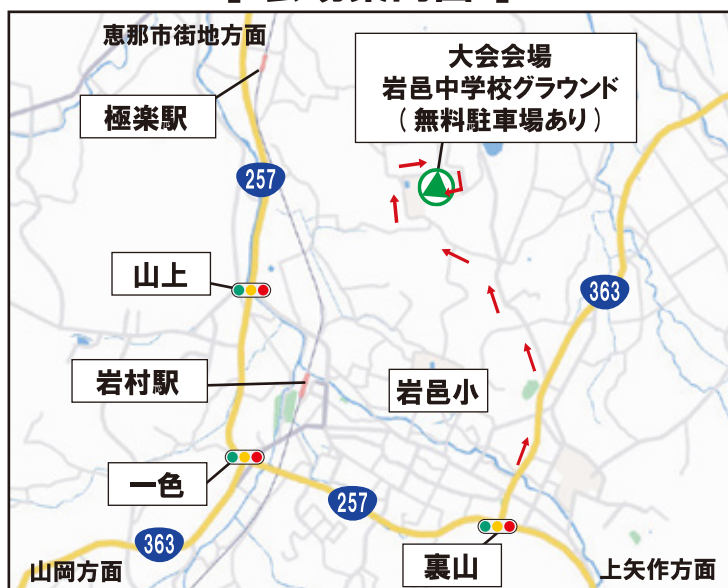 恵那市街地方面
大会会場
岩邑中学校グラウンド
(無料駐車場あり)
極楽駅
257
山上
363
岩村駅
岩邑小
一色
257
363
裏山
山岡方面
上矢作方面